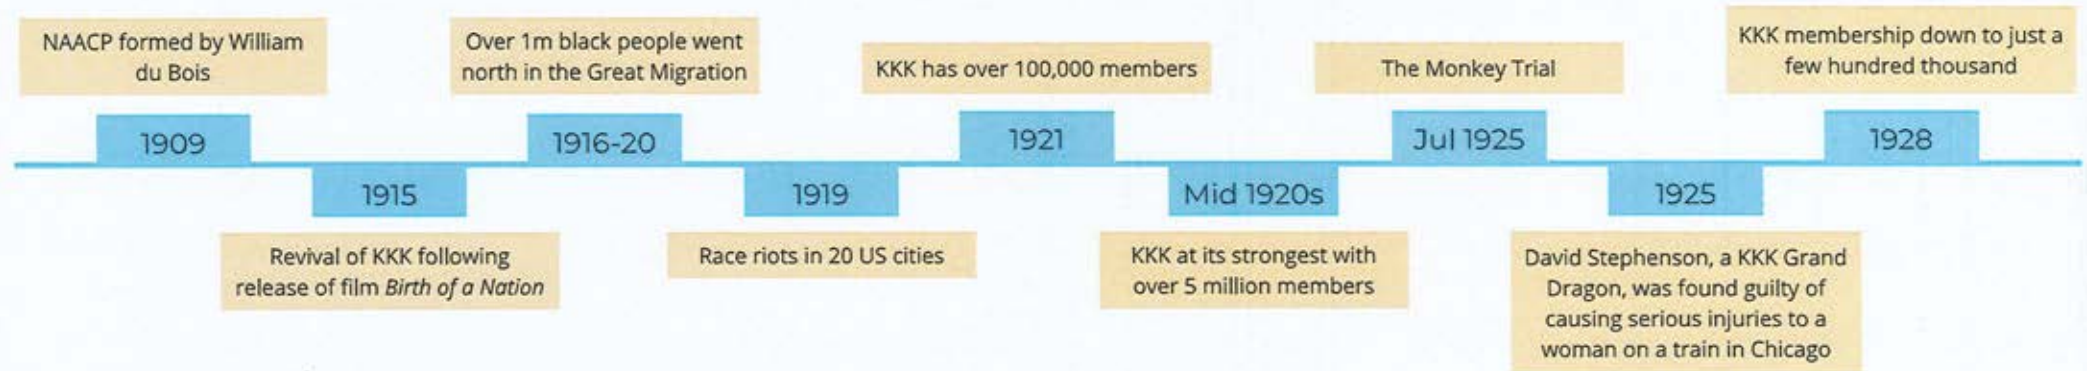 NAACP formed by William
du Bois
1909
1915
Revival of KKK following
release of film Birth of a Nation
Over 1m black people went
north in the Great Migration
1916-20
1919
Race riots in 20 US cities
KKK has over 100,000 members
1921
Mid 1920s
KKK at its strongest with
over 5 million members
The Monkey Trial
Jul 1925
1925
David Stephenson, a KKK Grand
Dragon, was found guilty of
causing serious injuries to a
woman on a train in Chicago
KKK membership down to just a
few hundred thousand
1928